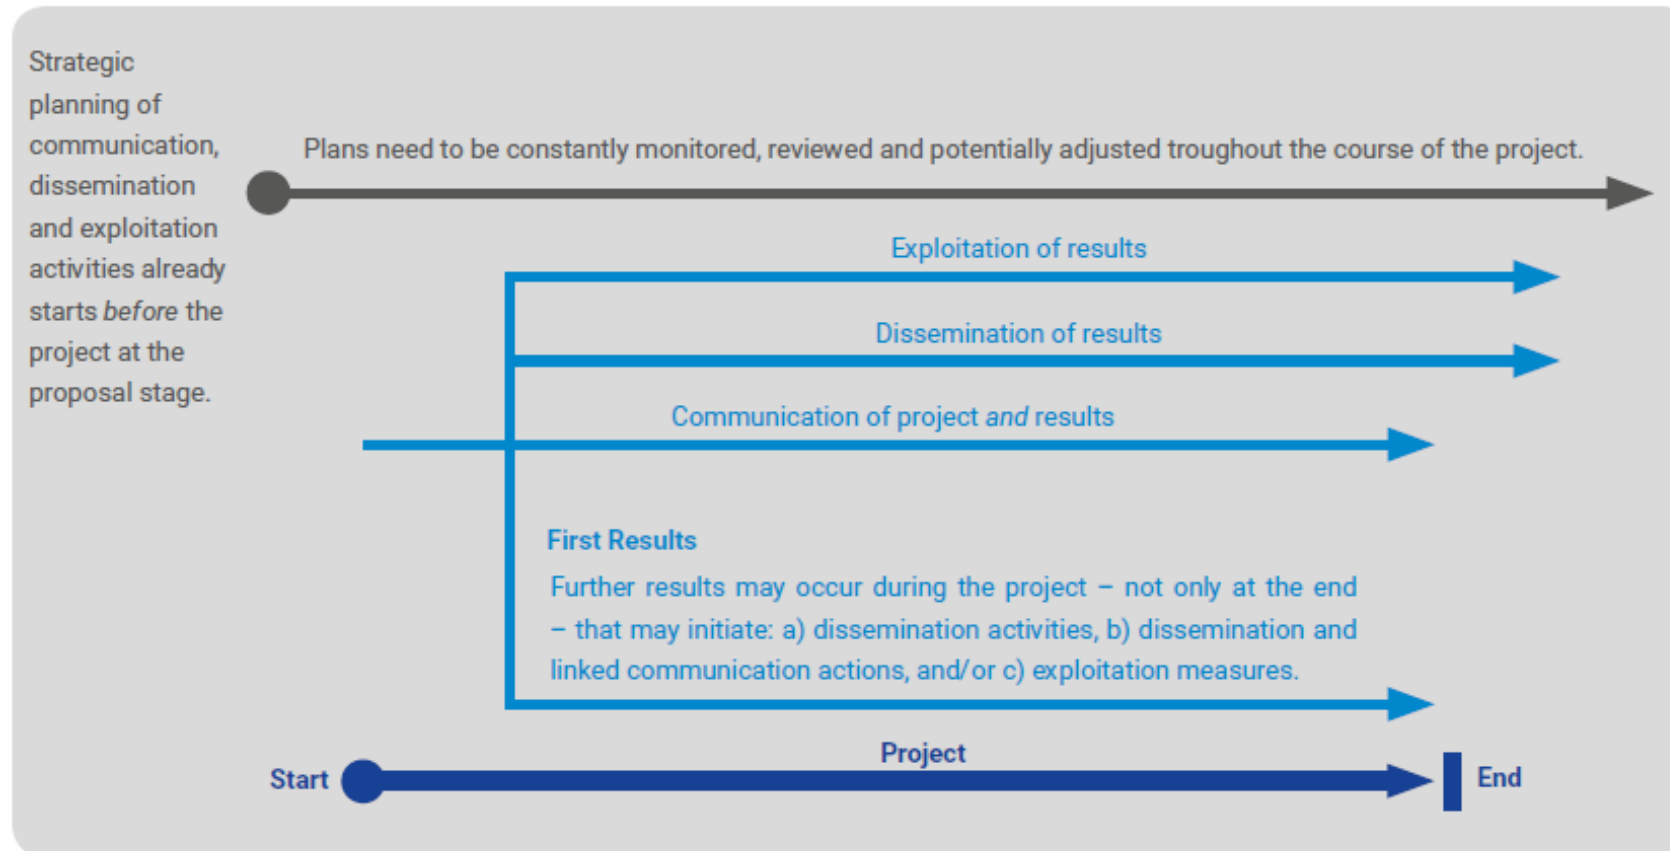 Strategic
planning of
communication,
dissemination
and exploitation
activities already
starts before the
project at the
proposal stage.
Plans need to be constantly monitored, reviewed and potentially adjusted troughout the course of the project.
Exploitation of results
Dissemination of results
Communication of project and results
First Results
Further results may occur during the project – not only at the end
– that may initiate: a) dissemination activities, b) dissemination and
linked communication actions, and/or c) exploitation measures.
Project
Start
End